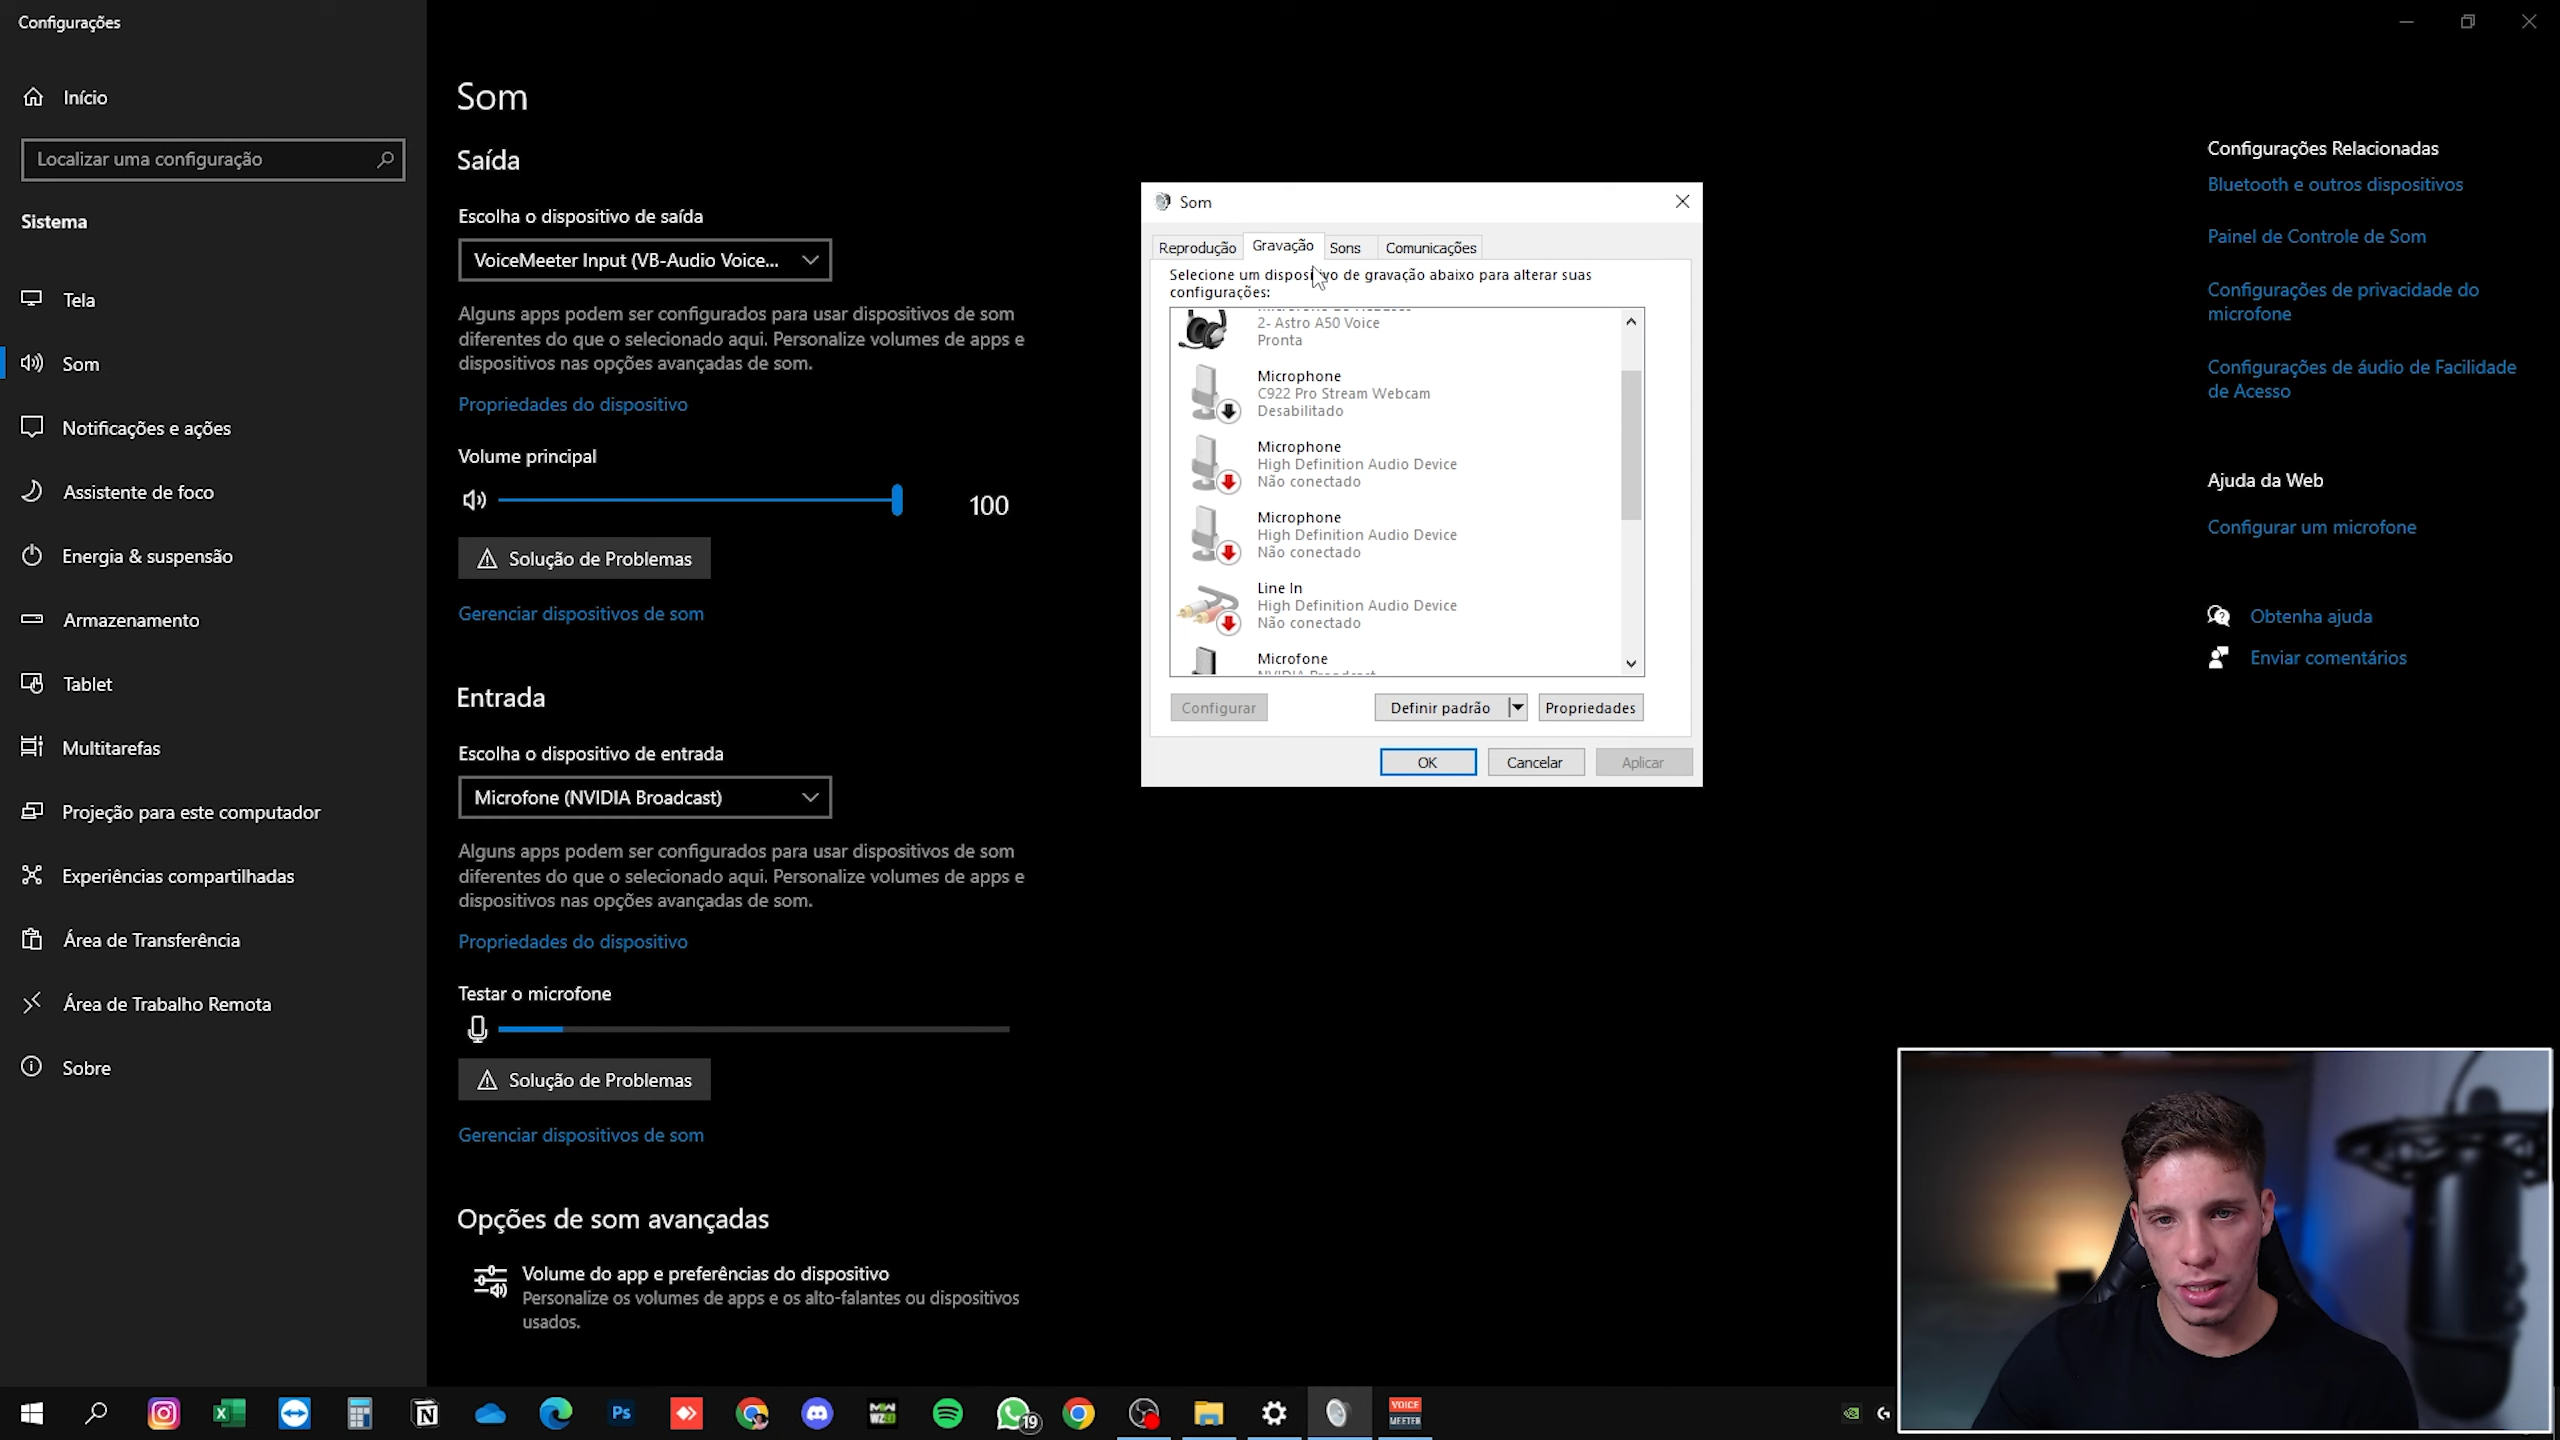 Configurações
Início
Localizar uma configuração
Sistema
Tela
Som
Notificações e ações
Assistente de foco
Energia & suspensão
Armazenamento
Tablet
Multitarefas
Projeção para este computador
Experiências compartilhadas
Área de Transferência
Área de Trabalho Remota
Sobre
Som
Saída
Escolha o dispositivo de saída
VoiceMeeter Input (VB-Audio Voice...
Alguns apps podem ser configurados para usar dispositivos de som
diferentes do que o selecionado aqui. Personalize volumes de apps e
dispositivos nas opções avançadas de som.
Propriedades do dispositivo
Volume principal
100
Solução de Problemas
Gerenciar dispositivos de som
Entrada
Escolha o dispositivo de entrada
Microfone (NVIDIA Broadcast)
Alguns apps podem ser configurados para usar dispositivos de som
diferentes do que o selecionado aqui. Personalize volumes de apps e
dispositivos nas opções avançadas de som.
Propriedades do dispositivo
Testar o microfone
Solução de Problemas
Gerenciar dispositivos de som
Opções de som avançadas
Volume do app e preferências do dispositivo
Personalize os volumes de apps e os alto-falantes ou dispositivos
usados.
Som
Reprodução Gravação Sons Comunicações
Selecione um dispositivo de gravação abaixo para alterar suas
configurações:
2- Astro A50 Voice
Pronta
Microphone
C922 Pro Stream Webcam
Desabilitado
Microphone
High Definition Audio Device
Não conectado
Microphone
High Definition Audio Device
Não conectado
Line In
High Definition Audio Device
Não conectado
Microfone
NVIDIA Broadcast
Configurar Definir padrão Propriedades
OK Cancelar Aplicar
Configurações Relacionadas
Bluetooth e outros dispositivos
Painel de Controle de Som
Configurações de privacidade do
microfone
Configurações de áudio de Facilidade
de Acesso
Ajuda da Web
Configurar um microfone
Obtenha ajuda
Enviar comentários
Ps
19
VOICE
MEETER